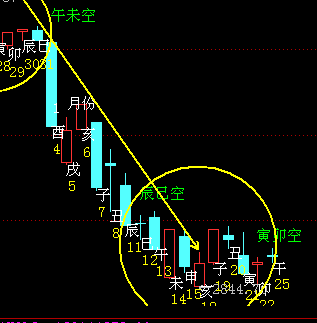 午未空
寅 卯 辰 巳
28 29 30 31
1 月份
酉 亥
4 6
戌
5
子
7
丑
8
辰巳空
辰
11
巳
12
午
13
未
14
申
15
亥
18
子
19
丑
寅卯空
寅
21
卯
22
午
25